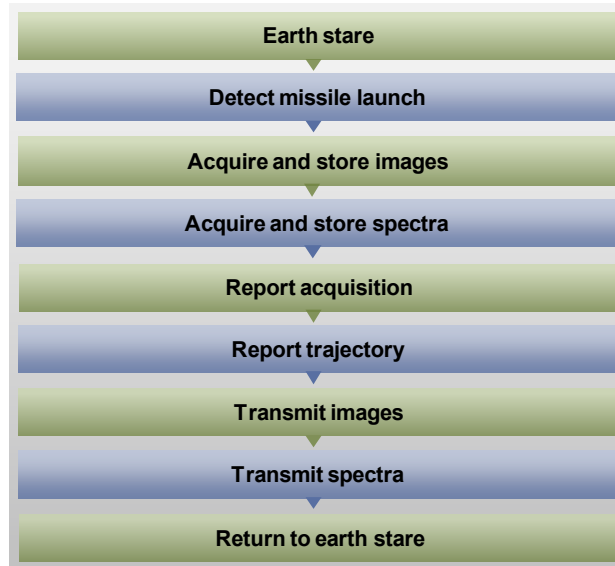 Earth stare
Detect missile launch
Acquire and store images
Acquire and store spectra
Report acquisition
Report trajectory
Transmit images
Transmit spectra
Return to earth stare